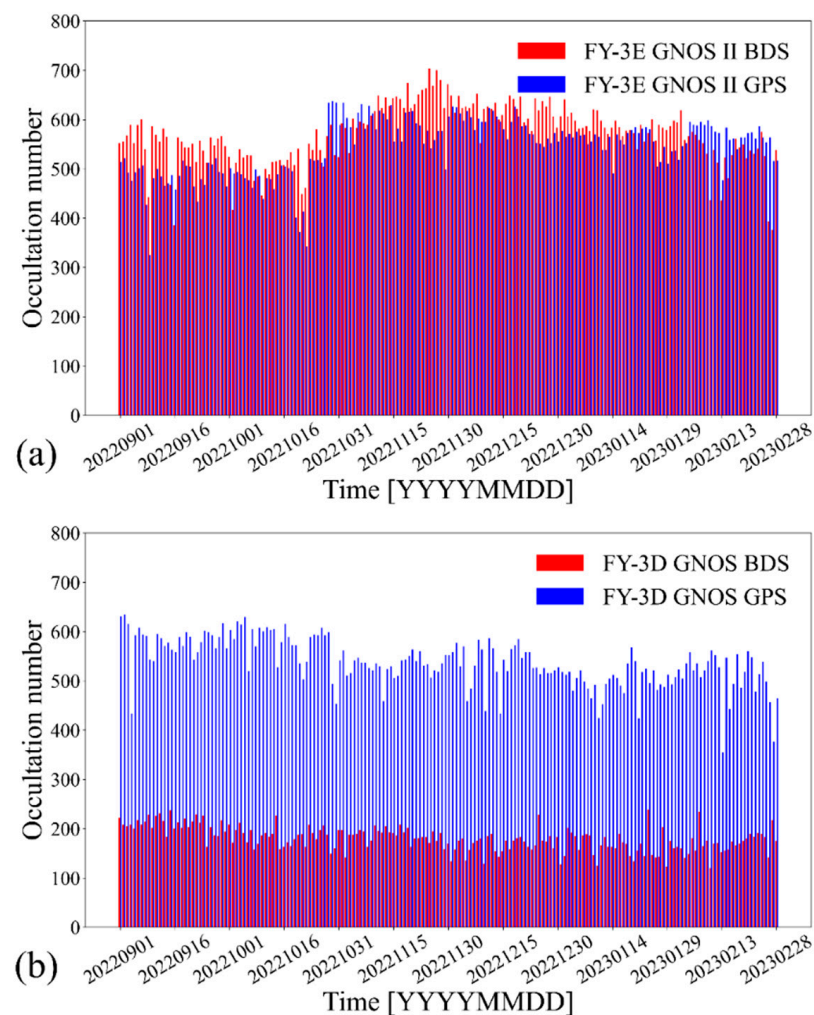 800
FY-3E GNOS II BDS
700
FY-3E GNOS II GPS
600
500
400
300
200
100
0
Occultation number
20220901 20220916 20221001 20221016 20221031 20221115 20221130 20221215 20221230 20230114 20230129 20230213 20230228
(a)
Time [YYYYMMDD]
800
FY-3D GNOS BDS
700
FY-3D GNOS GPS
600
500
400
300
200
100
0
Occultation number
20220901 20220916 20221001 20221016 20221031 20221115 20221130 20221215 20221230 20230114 20230129 20230213 20230228
(b)
Time [YYYYMMDD]